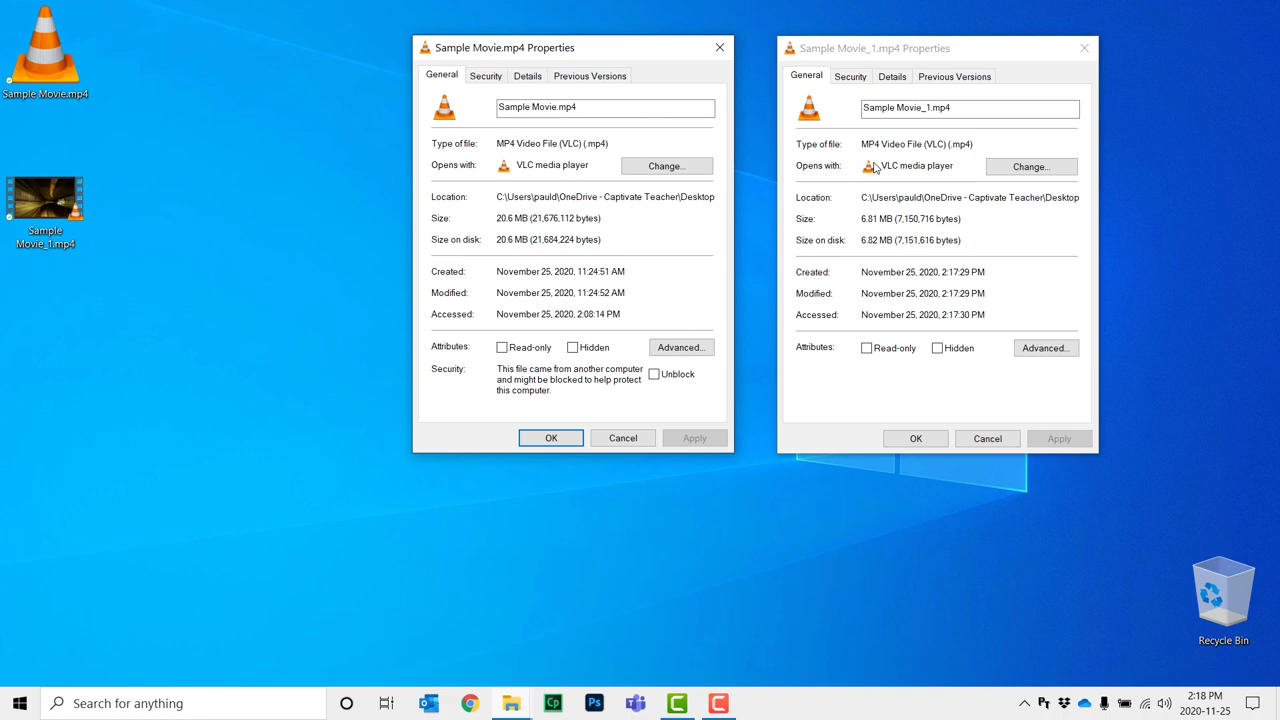 Sample Movie.mp4
Sample
Movie_1.mp4
Sample Movie.mp4 Properties
General Security Details Previous Versions
Sample Movie.mp4
Type of file: MP4 Video File (VLC) (.mp4)
Opens with: VLC media player Change...
Location: C:\Users\pauld\OneDrive - Captivate Teacher\Desktop
Size: 20.6 MB (21,676,112 bytes)
Size on disk: 20.6 MB (21,684,224 bytes)
Created: November 25, 2020, 11:24:51 AM
Modified: November 25, 2020, 11:24:52 AM
Accessed: November 25, 2020, 2:08:14 PM
Attributes: Read-only Hidden Advanced...
Security: This file came from another computer
and might be blocked to help protect
this computer.
Unblock
OK Cancel Apply
Sample Movie_1.mp4 Properties
General Security Details Previous Versions
Sample Movie_1.mp4
Type of file: MP4 Video File (VLC) (.mp4)
Opens with: VLC media player Change...
Location: C:\Users\pauld\OneDrive - Captivate Teacher\Desktop
Size: 6.81 MB (7,150,716 bytes)
Size on disk: 6.82 MB (7,151,616 bytes)
Created: November 25, 2020, 2:17:29 PM
Modified: November 25, 2020, 2:17:29 PM
Accessed: November 25, 2020, 2:17:30 PM
Attributes: Read-only Hidden Advanced...
OK Cancel Apply
Recycle Bin
Search for anything
Cp
Ps
2:18 PM
2020-11-25